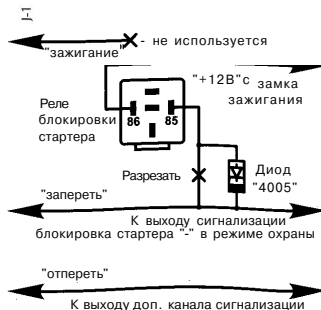 J-1
- не используется
"зажигание"
"+12В"с замка
зажигания
Реле
блокировки
стартера
86 85
Разрезать
Диод
"4005"
"запереть"
К выходу сигнализации
блокировка стартера "-" в режиме охраны
"отпереть"
К выходу доп. канала сигнализации